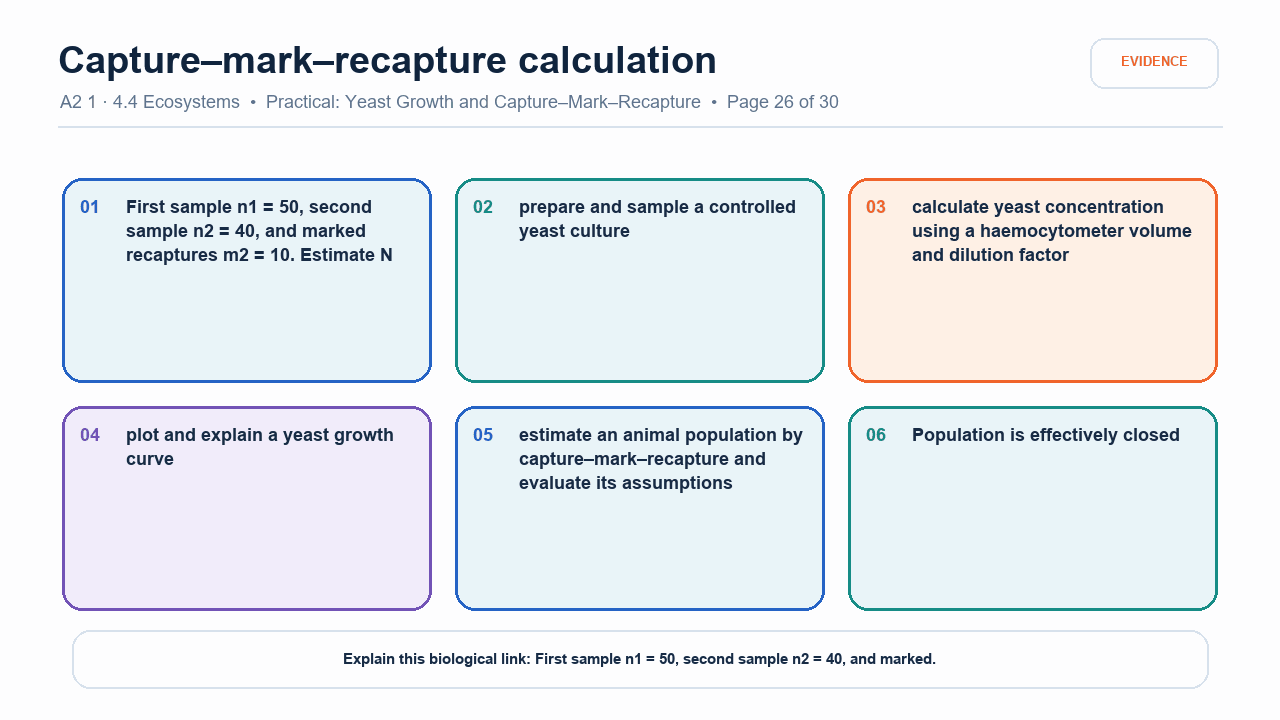 Capture–mark–recapture calculation
EVIDENCE
A2 1 · 4.4 Ecosystems • Practical: Yeast Growth and Capture–Mark–Recapture • Page 26 of 30
01
First sample n1 = 50, second
sample n2 = 40, and marked
recaptures m2 = 10. Estimate N
02
prepare and sample a controlled
yeast culture
03
calculate yeast concentration
using a haemocytometer volume
and dilution factor
04
plot and explain a yeast growth
curve
05
estimate an animal population by
capture–mark–recapture and
evaluate its assumptions
06
Population is effectively closed
Explain this biological link: First sample n1 = 50, second sample n2 = 40, and marked.